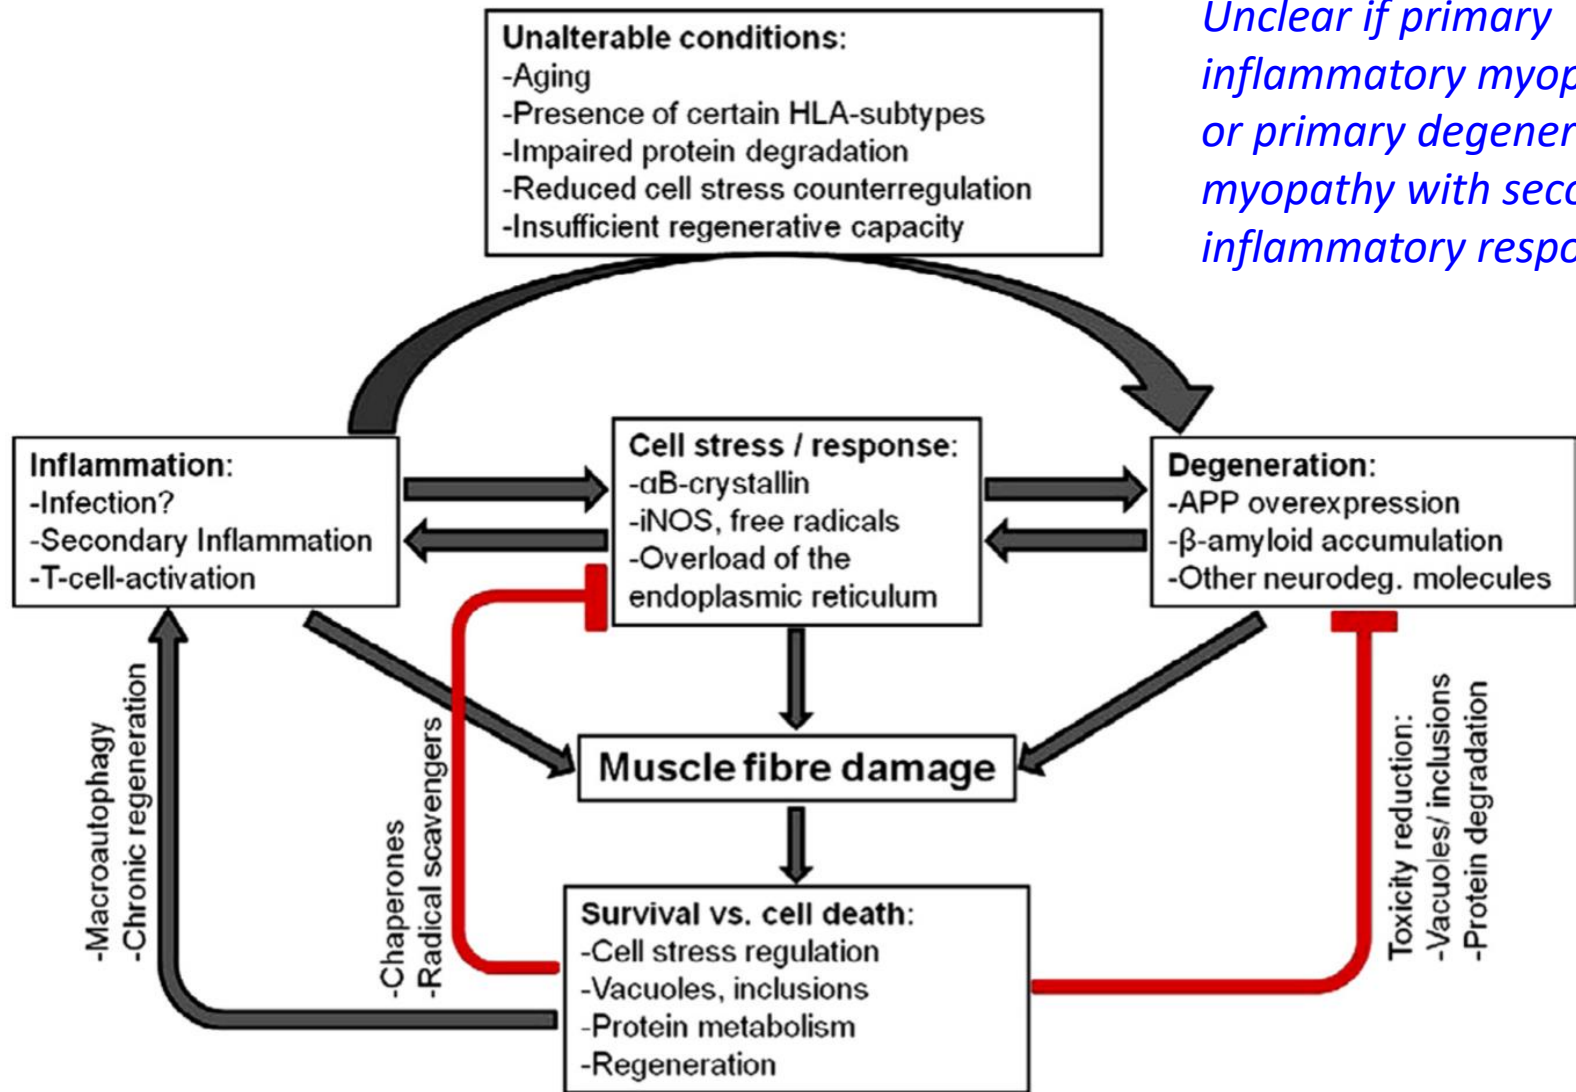 Unalterable conditions:
-Aging
-Presence of certain HLA-subtypes
-Impaired protein degradation
-Reduced cell stress counterregulation
-Insufficient regenerative capacity
Unclear if primary
inflammatory
or primary
myopathy with
inflammatory
Inflammation:
-Infection?
-Secondary Inflammation
-T-cell-activation
Cell stress / response:
-αB-crystallin
-iNOS, free radicals
-Overload of the
endoplasmic reticulum
Degeneration:
-APP overexpression
-β-amyloid accumulation
-Other neurodeg. molecules
Muscle fibre damage
-Macroautophagy
-Chronic regeneration
-Chaperones
-Radical scavengers
Toxicity reduction:
-Vacuoles/ inclusions
-Protein degradation
Survival vs. cell death:
-Cell stress regulation
-Vacuoles, inclusions
-Protein metabolism
-Regeneration